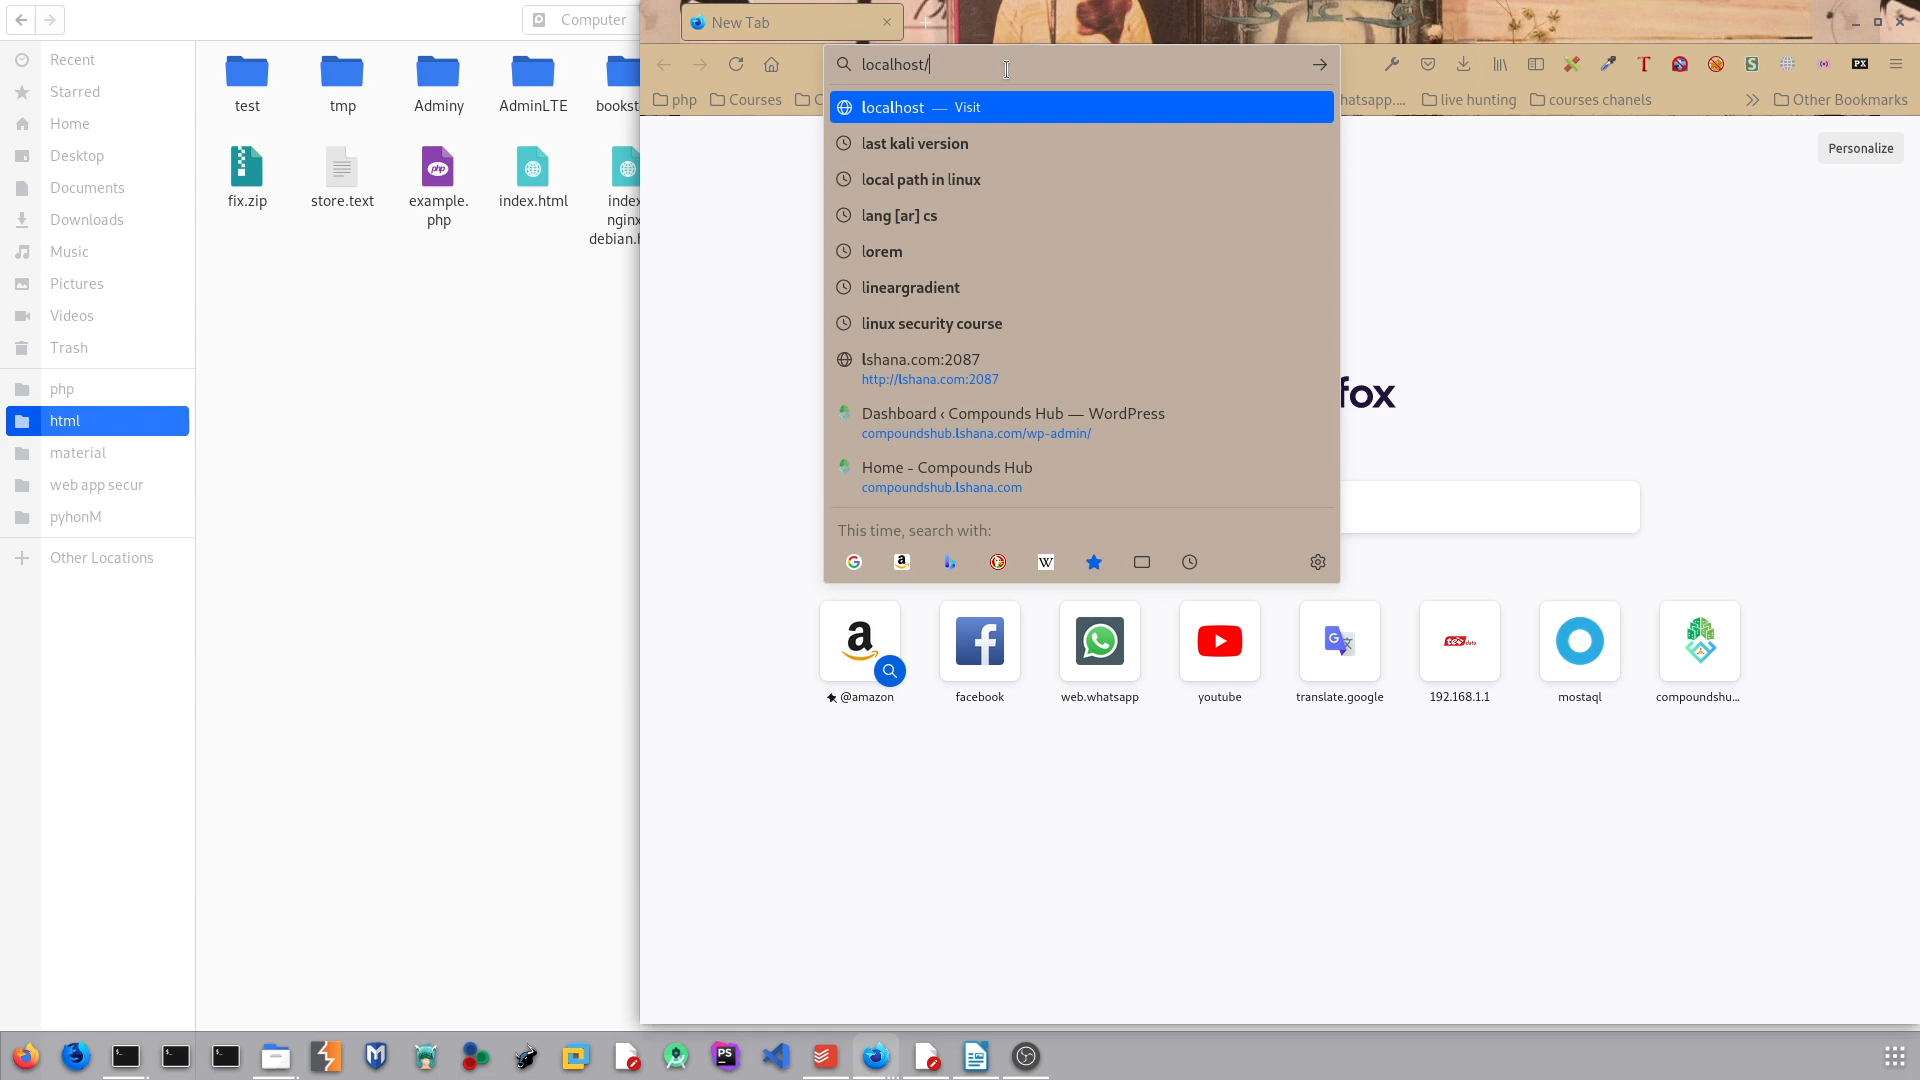 Computer
Recent
Starred
Home
Desktop
Documents
Downloads
Music
Pictures
Videos
Trash
php
html
material
web app secur
pyhonM
Other Locations
test
tmp
Adminy
AdminLTE
fix.zip
store.text
example.
php
index.html
index
nginx
New Tab
localhost/
php
Courses
live hunting
courses chanels
Other Bookmarks
localhost — Visit
last kali version
local path in linux
lang [ar] cs
lorem
lineargradient
linux security course
lshana.com:2087
http://lshana.com:2087
Dashboard ‹ Compounds Hub — WordPress
compoundshub.lshana.com/wp-admin/
Home - Compounds Hub
compoundshub.lshana.com
This time, search with:
Personalize
fox
@amazon
facebook
web.whatsapp
youtube
translate.google
192.168.1.1
mostaql
compoundshu...